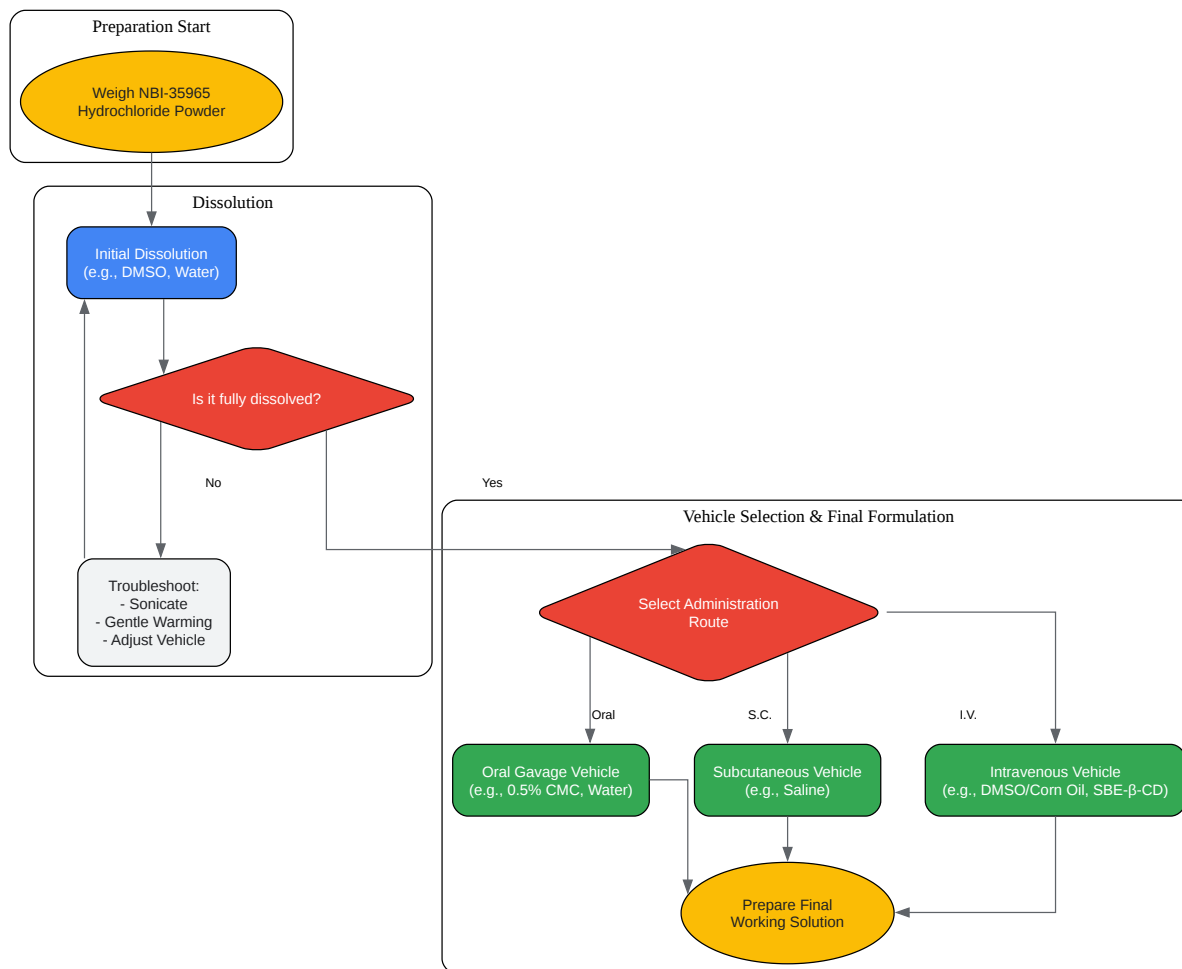 Preparation Start
Weigh NBI-35965
Hydrochloride Powder
Dissolution
Initial Dissolution
(e.g., DMSO, Water)
Is it fully dissolved?
No
Yes
Troubleshoot:
- Sonicate
- Gentle Warming
- Adjust Vehicle
Vehicle Selection & Final Formulation
Select Administration
Route
Oral
S.C.
I.V.
Oral Gavage Vehicle
(e.g., 0.5% CMC, Water)
Subcutaneous Vehicle
(e.g., Saline)
Intravenous Vehicle
(e.g., DMSO/Corn Oil, SBE-β-CD)
Prepare Final
Working Solution